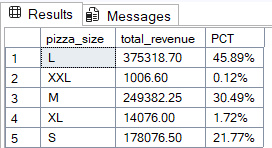 Results Messages
pizza_size total_revenue PCT
1 L 375318.70 45.89%
2 XXL 1006.60 0.12%
3 M 249382.25 30.49%
4 XL 14076.00 1.72%
5 S 178076.50 21.77%